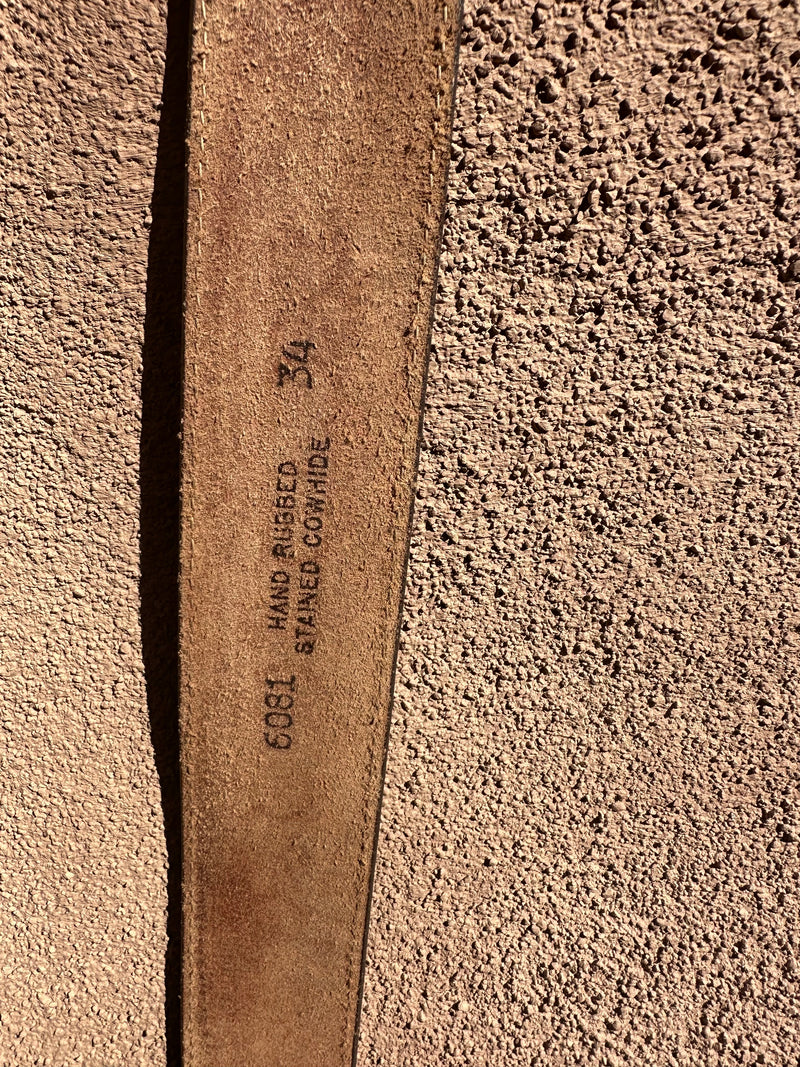 6081
HAND RUBBED
STAINED COWHIDE
34